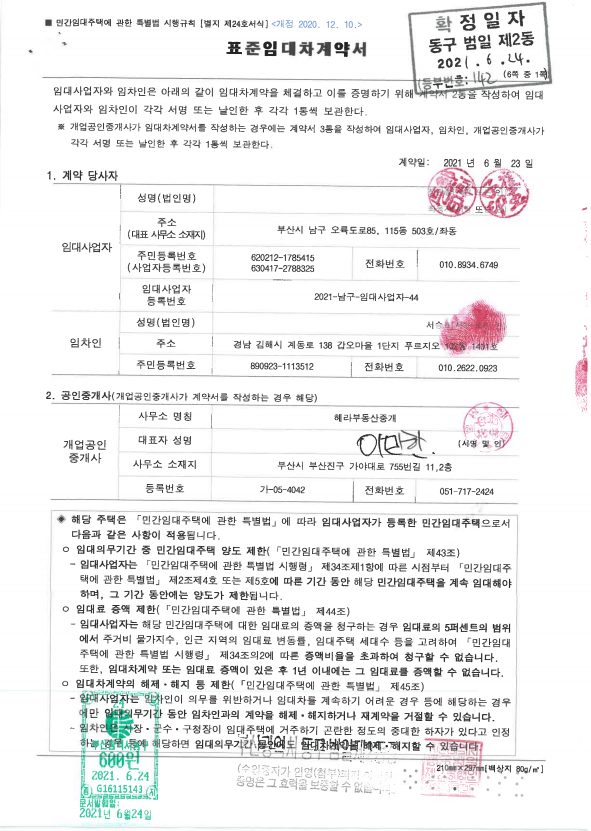 ■ 민간임대주택에 관한 특별법 시행규칙 [별지 제24호서식] <개정 2020. 12. 10.>
확 정 일 자
동구 범일 제2동
2021. 6. 24.
(등부번호: 142 (6쪽 중 1쪽)
표준임대차계약서
임대사업자와 임차인은 아래의 같이 임대차계약을 체결하고 이를 증명하기 위해 계약서 2통을 작성하여 임대
사업자와 임차인이 각각 서명 또는 날인한 후 각각 1통씩 보관한다.
※ 개업공인중개사가 임대차계약서를 작성하는 경우에는 계약서 3통을 작성하여 임대사업자, 임차인, 개업공인중개사가
각각 서명 또는 날인한 후 각각 1통씩 보관한다.
계약일: 2021 년 6 월 23 일
1. 계약 당사자
임대사업자
성명(법인명)
주소
(대표 사무소 소재지)
부산시 남구 오륙도로85, 115동 503호/좌동
주민등록번호
(사업자등록번호)
620212-1785415
630417-2788325
전화번호
010.8934.6749
임대사업자
등록번호
2021-남구-임대사업자-44
임차인
성명(법인명)
주소
경남 김해시 계동로 138 갑오마을 1단지 푸르지오
주민등록번호
890923-1113512
전화번호
010.2622.0923
2. 공인중개사(개업공인중개사가 계약서를 작성하는 경우 해당)
개업공인
중개사
사무소 명칭
헤라부동산중개
대표자 성명
(서명 및 인)
사무소 소재지
부산시 부산진구 가야대로 755번길 11,2층
등록번호
가-05-4042
전화번호
051-717-2424
◈ 해당 주택은 「민간임대주택에 관한 특별법」에 따라 임대사업자가 등록한 민간임대주택으로서
다음과 같은 사항이 적용됩니다.
ㅇ 임대의무기간 중 민간임대주택 양도 제한(「민간임대주택에 관한 특별법」 제43조)
- 임대사업자는 「민간임대주택에 관한 특별법 시행령」 제34조제1항에 따른 시점부터 「민간임대주
택에 관한 특별법」 제2조제4호 또는 제5호에 따른 기간 동안 해당 민간임대주택을 계속 임대해야
하며, 그 기간 동안에는 양도가 제한됩니다.
ㅇ 임대료 증액 제한(「민간임대주택에 관한 특별법」 제44조)
- 임대사업자는 해당 민간임대주택에 대한 임대료의 증액을 청구하는 경우 임대료의 5퍼센트의 범위
에서 주거비 물가지수, 인근 지역의 임대료 변동률, 임대주택 세대수 등을 고려하여 「민간임대
주택에 관한 특별법 시행령」 제34조의2에 따른 증액비율을 초과하여 청구할 수 없습니다.
또한, 임대차계약 또는 임대료 증액이 있은 후 1년 이내에는 그 임대료를 증액할 수 없습니다.
ㅇ 임대차계약의 해제·해지 등 제한(「민간임대주택에 관한 특별법」 제45조)
- 임대사업자는 임차인이 의무를 위반하거나 임대차를 계속하기 어려운 경우 등에 해당하는 경우
에만 임대의무기간 동안 임차인과의 계약을 해제·해지하거나 재계약을 거절할 수 있습니다.
- 임차인은 시장·군수·구청장이 임대주택에 거주하기 곤란한 정도의 중대한 하자가 있다고 인정
하는 경우 등에 해당하면 임대의무기간 동안에도 임대차계약을 해제·해지할 수 있습니다.
600원
2021. 6.24
G16115143
문서발행합:
2021년 6월24일
증명은 그 효력을 보증할 수 없습니다.
210㎜×297㎜[백상지 80g/㎡]